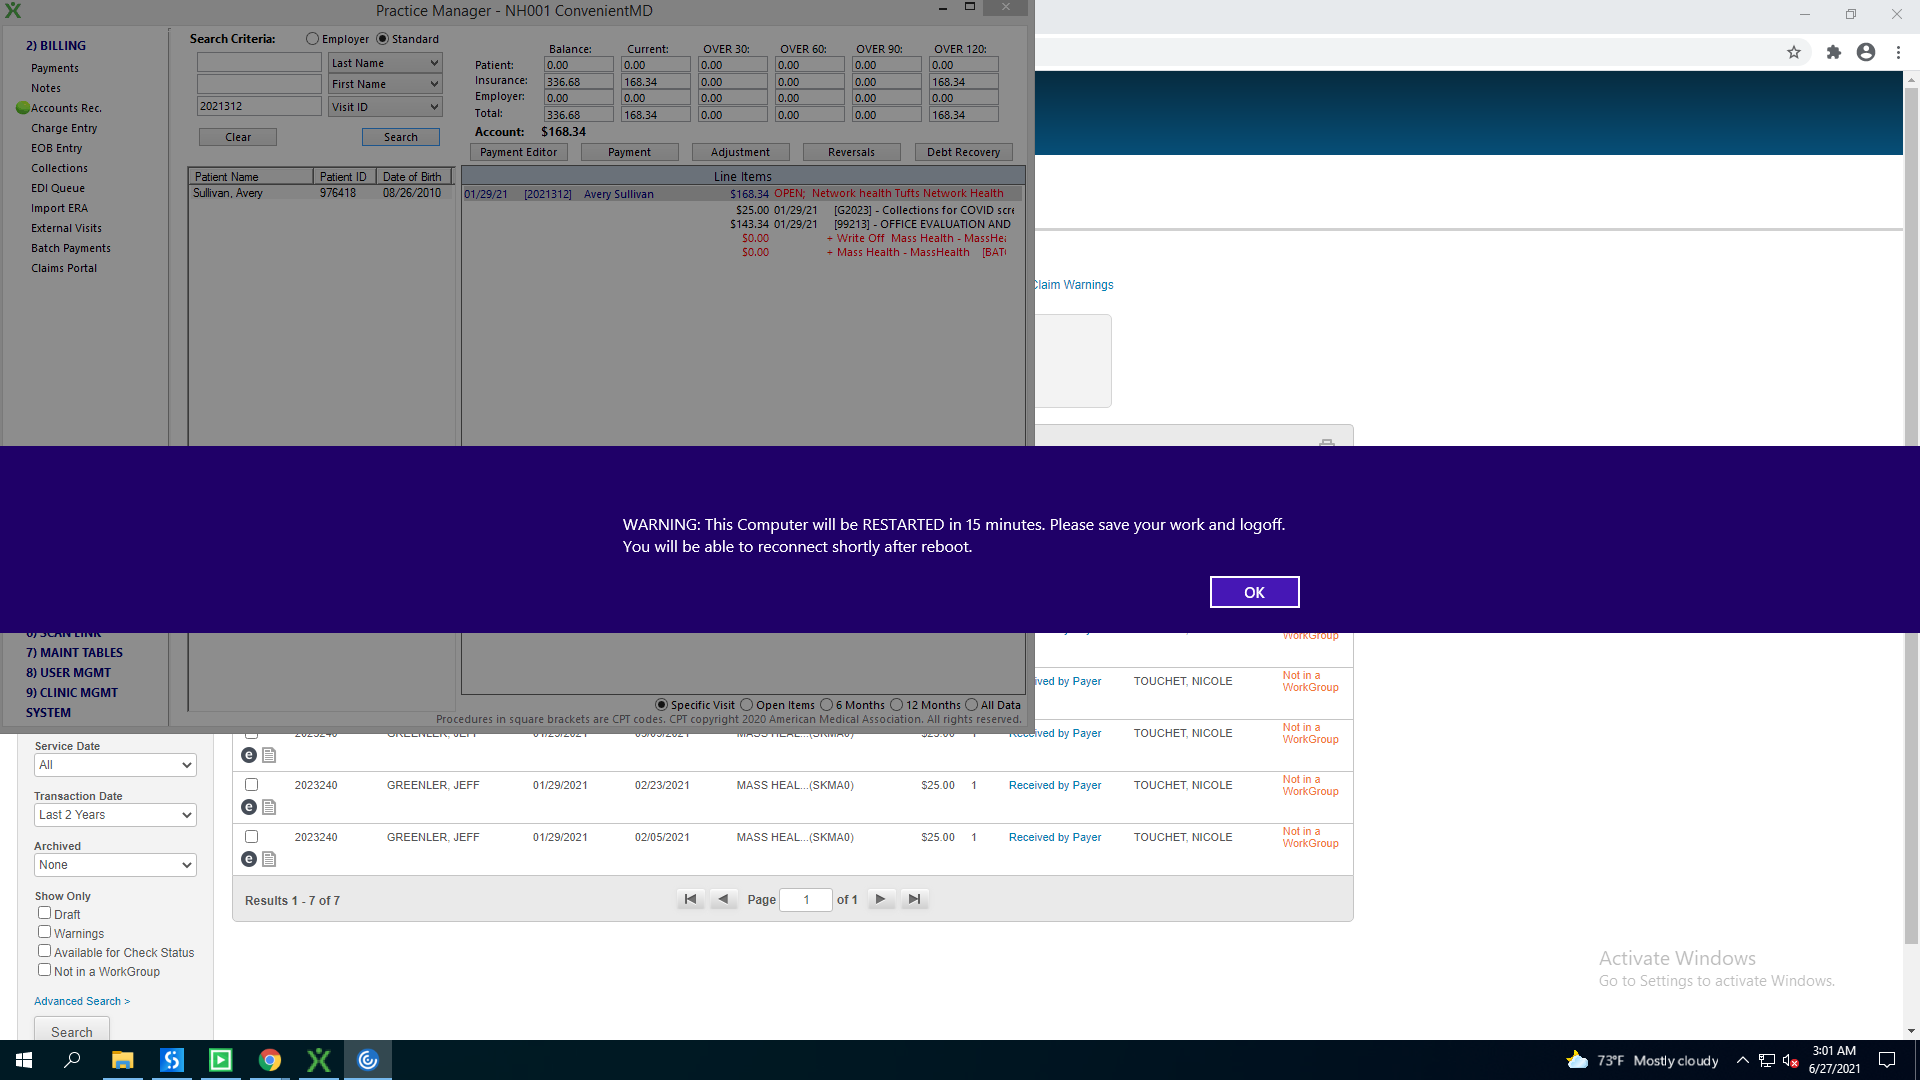 Practice Manager - NH001 ConvenientMD
2) BILLING
Payments
Notes
Accounts Rec.
Charge Entry
EOB Entry
Collections
EDI Queue
Import ERA
External Visits
Batch Payments
Claims Portal
Search Criteria:
Employer
Standard
Last Name
First Name
2021312
Visit ID
Clear
Search
Balance: Current: OVER 30: OVER 60: OVER 90: OVER 120:
Patient: 0.00 0.00 0.00 0.00 0.00 0.00
Insurance: 336.68 168.34 0.00 0.00 0.00 168.34
Employer: 0.00 0.00 0.00 0.00 0.00 0.00
Total: 336.68 168.34 0.00 0.00 0.00 168.34
Account: $168.34
Payment Editor Payment Adjustment Reversals Debt Recovery
Patient Name Patient ID Date of Birth
Sullivan, Avery 976418 08/26/2010
Line Items
01/29/21 [2021312] Avery Sullivan $168.34 OPEN; Network health Tufts Network Health
$25.00 01/29/21 [G2023] - Collections for COVID scre
$143.34 01/29/21 [99213] - OFFICE EVALUATION AND
$0.00 + Write Off Mass Health - MassHea
$0.00 + Mass Health - MassHealth [BAT
Claim Warnings
WARNING: This Computer will be RESTARTED in 15 minutes. Please save your work and logoff.
You will be able to reconnect shortly after reboot.
OK
6) SCAN LINK
7) MAINT TABLES
8) USER MGMT
9) CLINIC MGMT
SYSTEM
Specific Visit Open Items 6 Months 12 Months All Data
Procedures in square brackets are CPT codes. CPT copyright 2020 American Medical Association. All rights reserved.
WorkGroup
ived by Payer TOUCHET, NICOLE Not in a
WorkGroup
2023240 GREENLER, JEFF 01/29/2021 MASS HEAL...(SKMA0) $25.00 1 Received by Payer TOUCHET, NICOLE Not in a
WorkGroup
2023240 GREENLER, JEFF 01/29/2021 02/23/2021 MASS HEAL...(SKMA0) $25.00 1 Received by Payer TOUCHET, NICOLE Not in a
WorkGroup
2023240 GREENLER, JEFF 01/29/2021 02/05/2021 MASS HEAL...(SKMA0) $25.00 1 Received by Payer TOUCHET, NICOLE Not in a
WorkGroup
Results 1 - 7 of 7
Page 1 of 1
Service Date
All
Transaction Date
Last 2 Years
Archived
None
Show Only
Draft
Warnings
Available for Check Status
Not in a WorkGroup
Advanced Search >
Search
Activate Windows
Go to Settings to activate Windows.
73°F Mostly cloudy
3:01 AM
6/27/2021